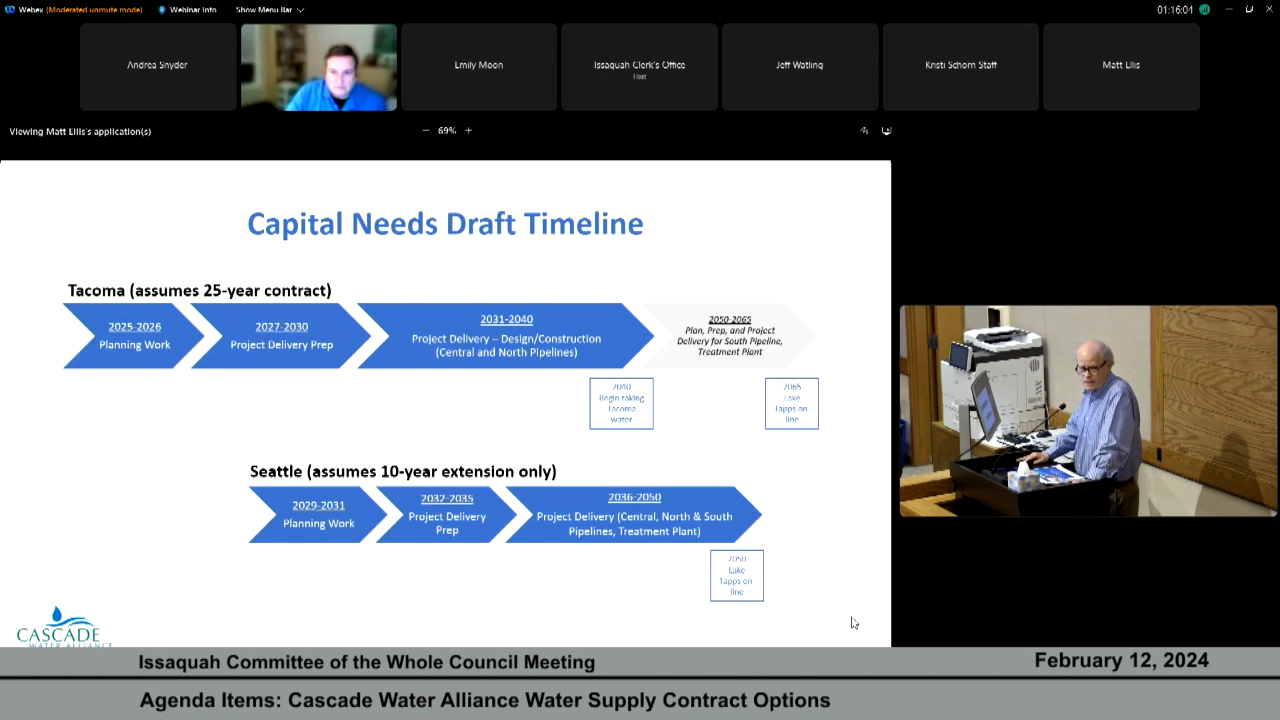 Webex (Moderated unmute mode) Webinar Info Show Menu Bar 01:16:01
Andrea Snyder
Emily Moon
Issaquah Clerk's Office
Host
Jeff Watling
Kristi Schorn Staff
Matt Ellis
Viewing Matt Ellis's application(s) − 69% +
Capital Needs Draft Timeline
Tacoma (assumes 25-year contract)
2025-2026
Planning Work
2027-2030
Project Delivery Prep
2031-2040
Project Delivery – Design/Construction
(Central and North Pipelines)
2050-2065
Plan, Prep, and Project
Delivery for South Pipeline,
Treatment Plant
2040
Begin taking
Tacoma
water
2065
Lake
Tapps on
line
Seattle (assumes 10-year extension only)
2029-2031
Planning Work
2032-2035
Project Delivery
Prep
2036-2050
Project Delivery (Central, North & South
Pipelines, Treatment Plant)
2050
Lake
Tapps on
line
CASCADE
WATER ALLIANCE
Issaquah Committee of the Whole Council Meeting
February 12, 2024
Agenda Items: Cascade Water Alliance Water Supply Contract Options